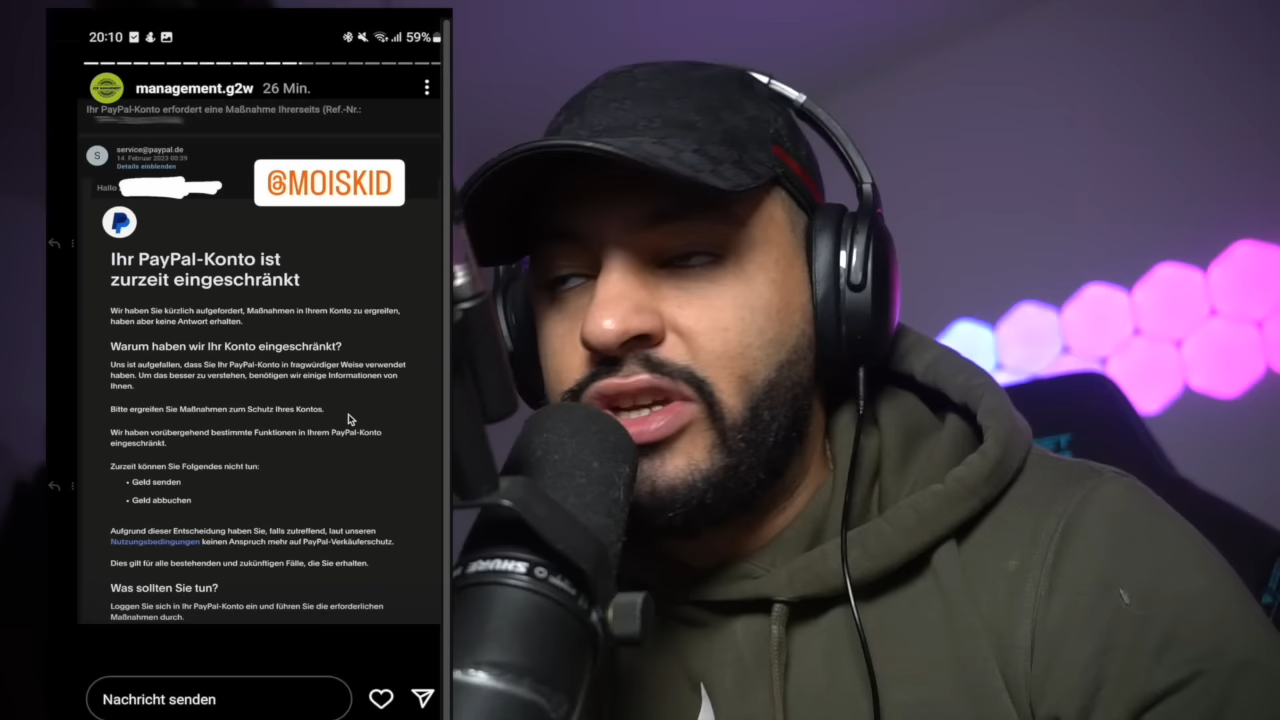 20:10
59%
management.g2w 26 Min.
Ihr PayPal-Konto erfordert eine Maßnahme Ihrerseits (Ref.-Nr.:
S
service@paypal.de
14. Februar 2023 00:39
Details einblenden
@MOISKID
Hallo
Ihr PayPal-Konto ist
zurzeit eingeschränkt
Wir haben Sie kürzlich aufgefordert, Maßnahmen in Ihrem Konto zu ergreifen,
haben aber keine Antwort erhalten.
Warum haben wir Ihr Konto eingeschränkt?
Uns ist aufgefallen, dass Sie Ihr PayPal-Konto in fragwürdiger Weise verwendet
haben. Um das besser zu verstehen, benötigen wir einige Informationen von
Ihnen.
Bitte ergreifen Sie Maßnahmen zum Schutz Ihres Kontos.
Wir haben vorübergehend bestimmte Funktionen in Ihrem PayPal-Konto
eingeschränkt.
Zurzeit können Sie Folgendes nicht tun:
• Geld senden
• Geld abbuchen
Aufgrund dieser Entscheidung haben Sie, falls zutreffend, laut unseren
Nutzungsbedingungen keinen Anspruch mehr auf PayPal-Verkäuferschutz.
Dies gilt für alle bestehenden und zukünftigen Fälle, die Sie erhalten.
Was sollten Sie tun?
Loggen Sie sich in Ihr PayPal-Konto ein und führen Sie die erforderlichen
Maßnahmen durch.
Nachricht senden
SHURE